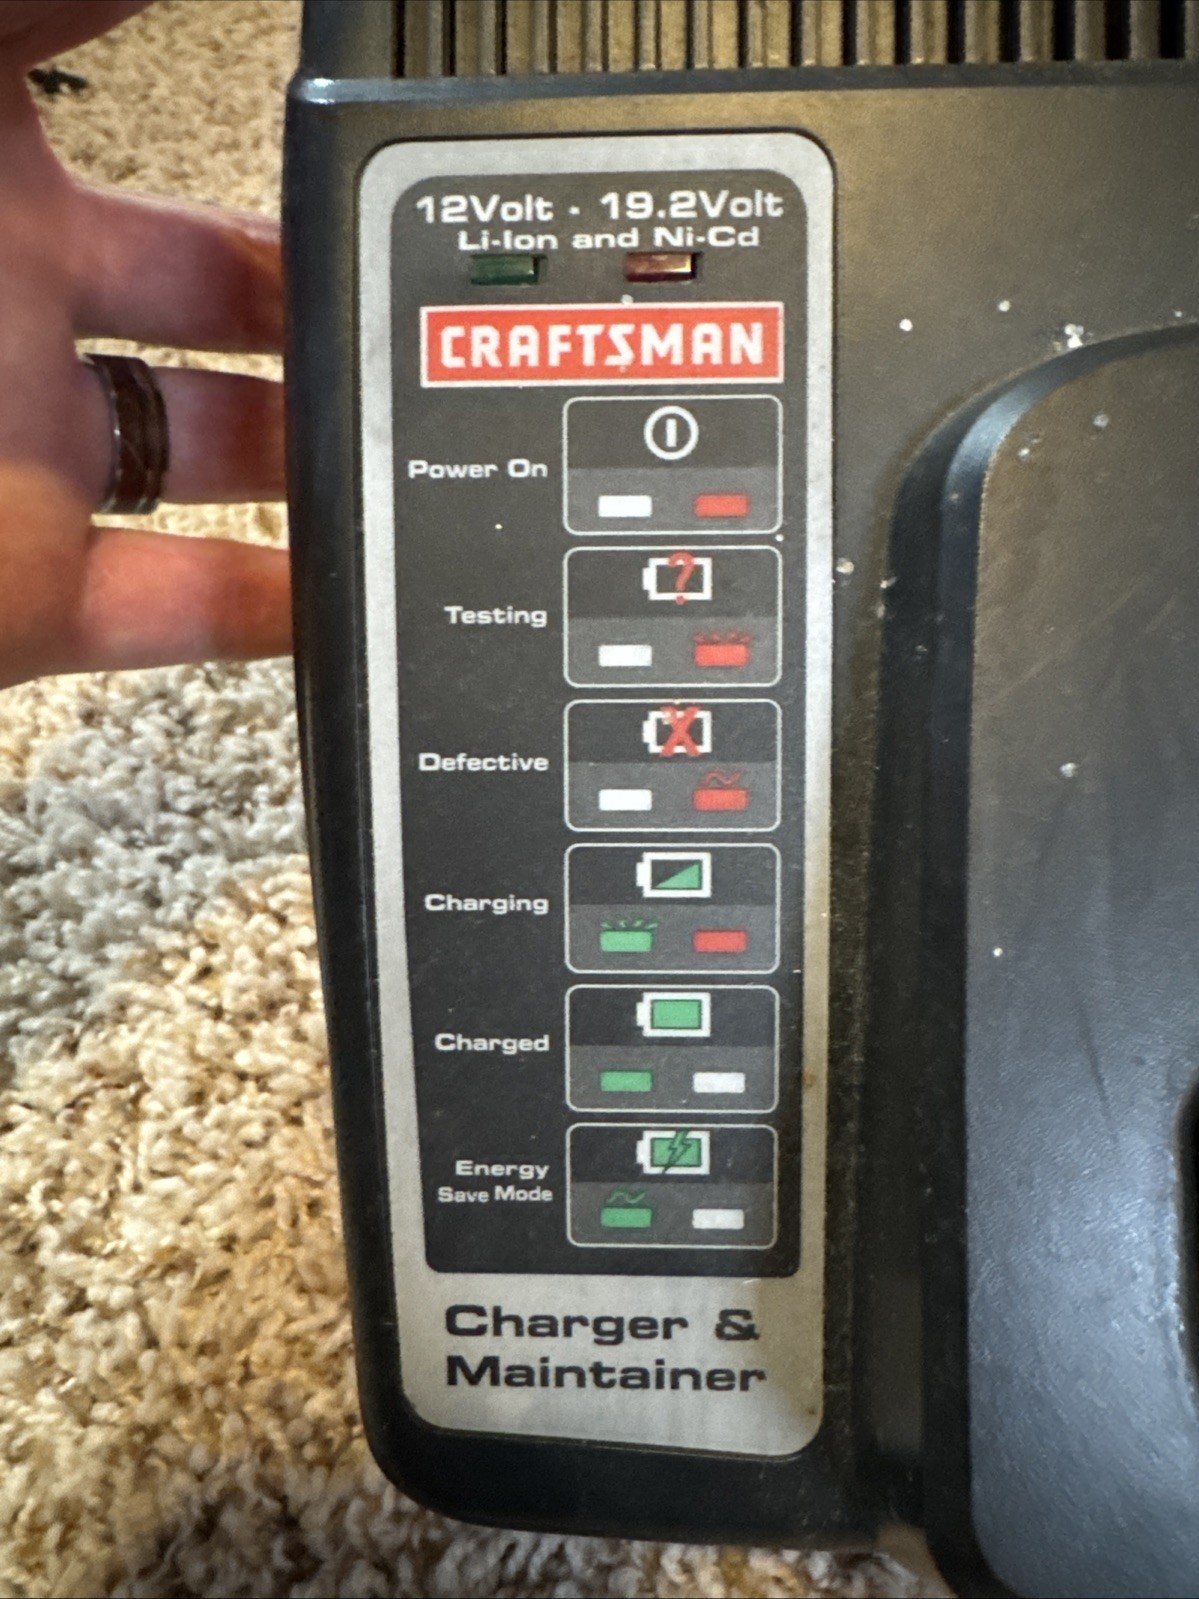 12Volt · 19.2Volt
Li-Ion and Ni-Cd
CRAFTSMAN
Power On
?
Testing
Defective
Charging
Charged
Energy
Save Mode
Charger &
Maintainer